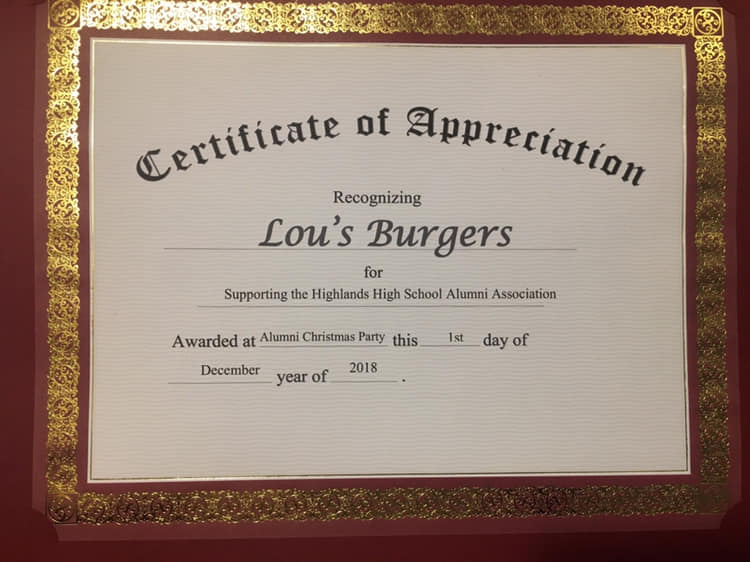 Certificate of Appreciation
Recognizing
Lou's Burgers
for
Supporting the Highlands High School Alumni Association
Awarded at Alumni Christmas Party this 1st day of
December year of 2018 .